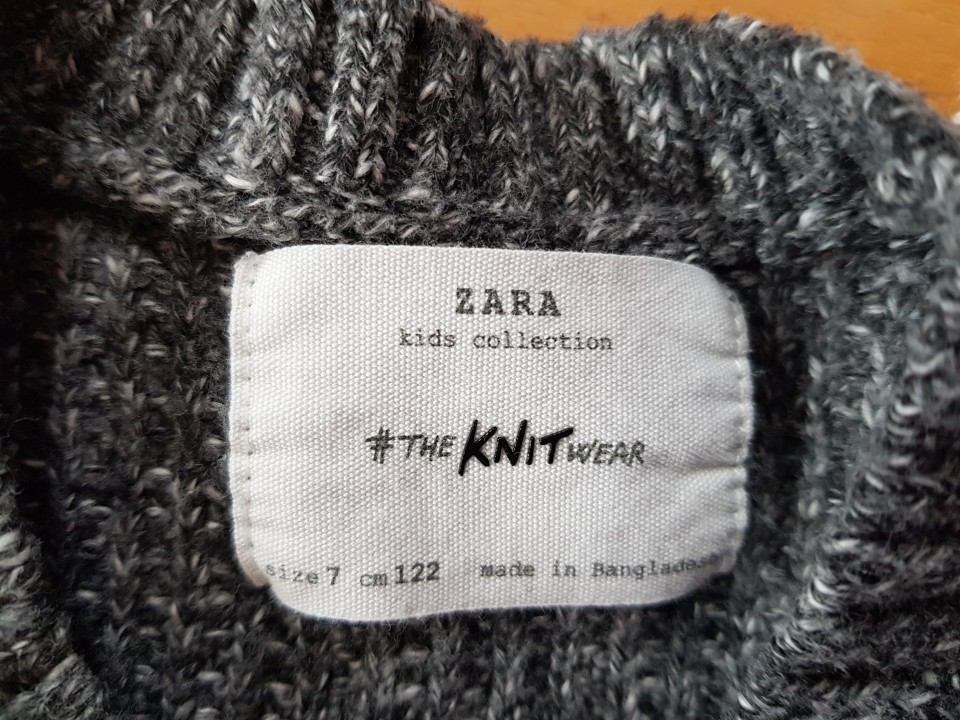 ZARA
kids collection
#THE KNITWEAR
size 7 cm 122 made in Bangladesh